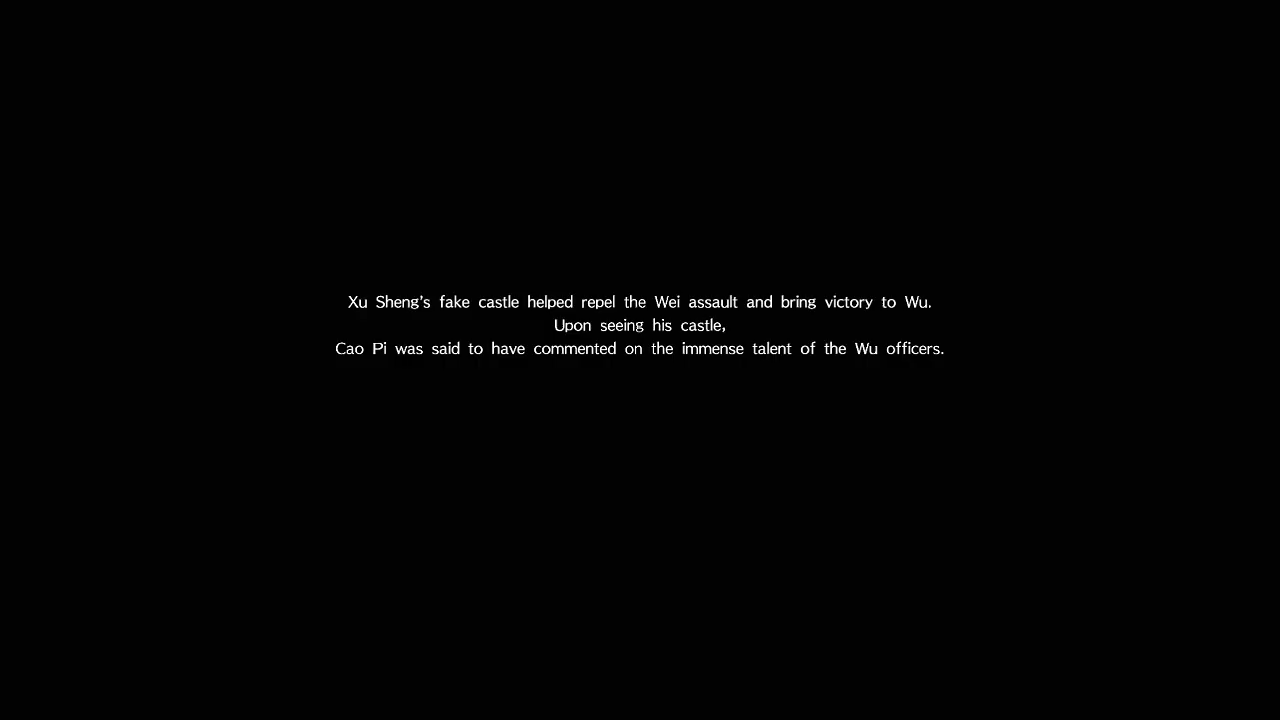 Xu Sheng's fake castle helped repel the Wei assault and bring victory to Wu.
Upon seeing his castle,
Cao Pi was said to have commented on the immense talent of the Wu officers.